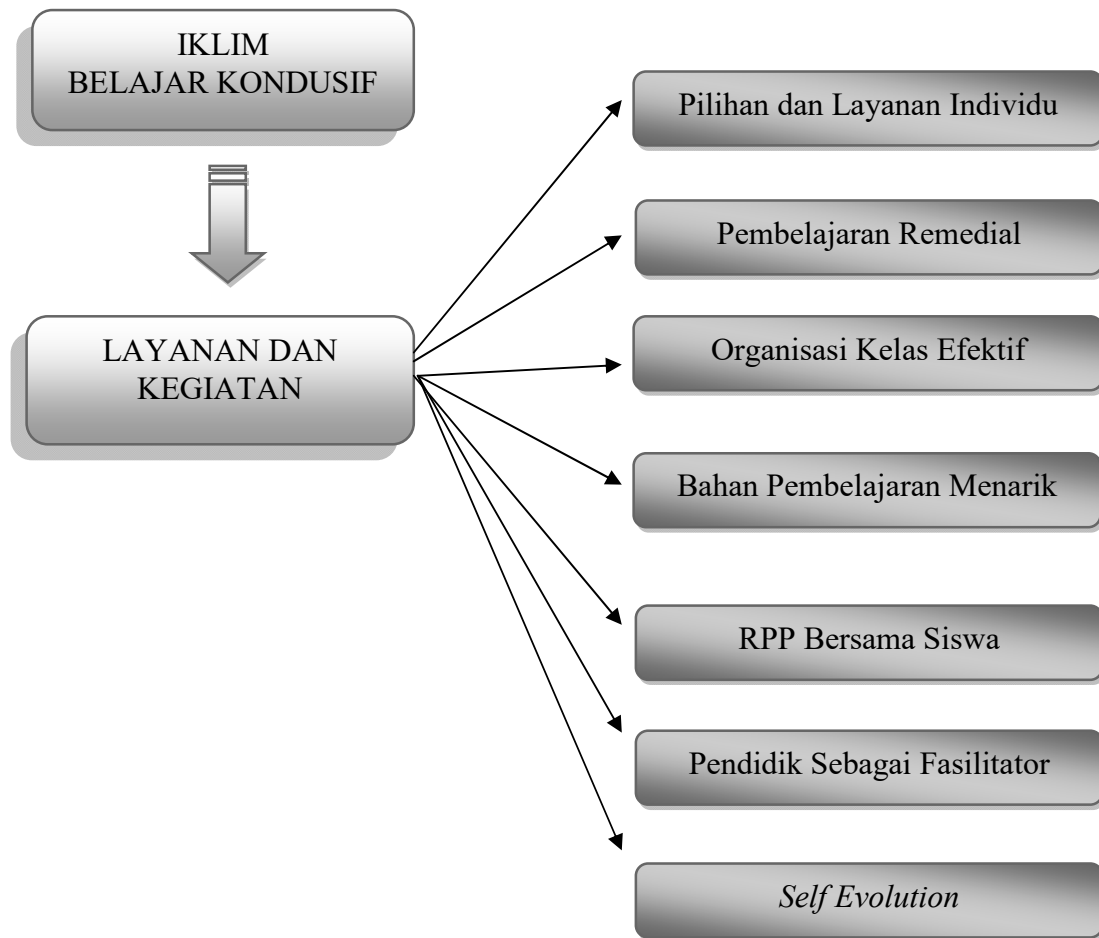 IKLIM
BELAJAR KONDUSIF
LAYANAN DAN
KEGIATAN
Pilihan dan Layanan Individu
Pembelajaran Remedial
Organisasi Kelas Efektif
Bahan Pembelajaran Menarik
RPP Bersama Siswa
Pendidik Sebagai Fasilitator
Self Evolution